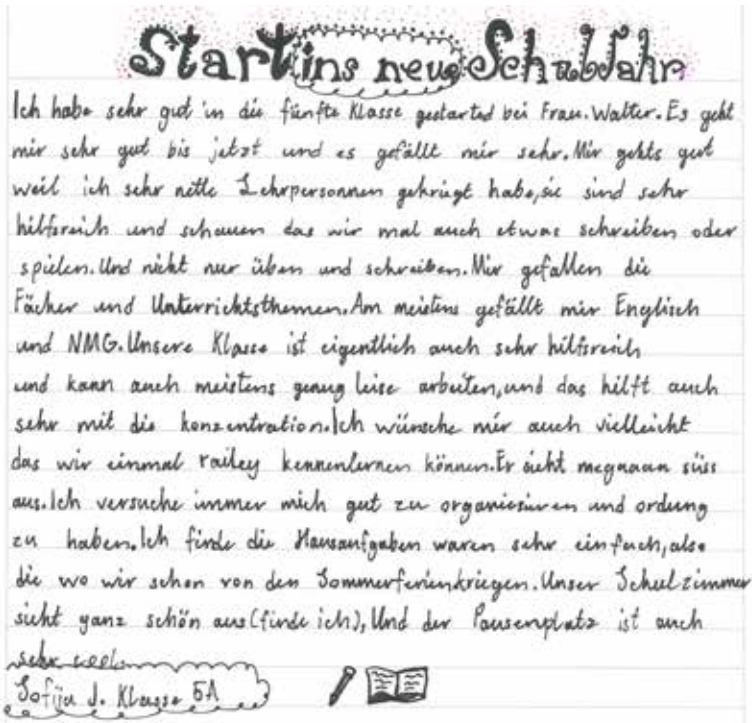 Start ins neue Schuljahr
Ich habe sehr gut in die fünfte Klasse gestarted bei Frau. Walter. Es geht
mir sehr gut bis jetzt und es gefällt mir sehr. Mir gehts gut
weil ich sehr nette Lehrpersonnen gekriegt habe, sie sind sehr
hilfsreich und schauen das wir mal auch etwas schreiben oder
spielen. Und nicht nur üben und schreiben. Mir gefallen die
Fächer und Unterrichtsthemen. Am meistens gefällt mir Englisch
und NMG. Unsere Klasse ist eigentlich auch sehr hilfsreich
und kann auch meistens genug leise arbeiten, und das hilft auch
sehr mit die konzentration. Ich wünsche mir auch vielleicht
das wir einmal railey kennenlernen können. Er sieht megaaaa süss
aus. Ich versuche immer mich gut zu organiesieren und ordung
zu haben. Ich finde die Hausaufgaben waren sehr einfach, also
die wo wir schon von den Sommerferienkriegen. Unser Schulzimmer
sieht ganz schön aus (finde ich), Und der Pausenplatz ist auch
sehr cool.
Sofija J. Klasse 5A